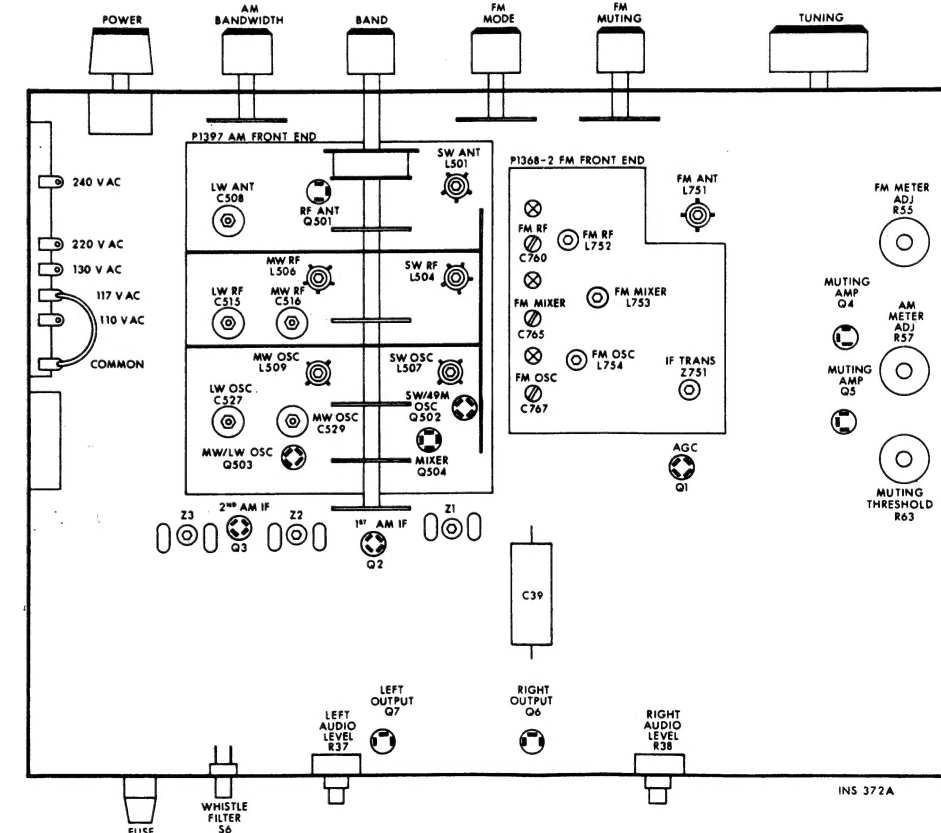 POWER
AM
BANDWIDTH
BAND
FM
MODE
FM
MUTING
TUNING
P1397 AM FRONT END
SW ANT
L501
LW ANT
C508
RF ANT
Q501
MW RF
L506
SW RF
L504
LW RF
C515
MW RF
C516
MW OSC
L509
SW OSC
L507
LW OSC
C527
MW OSC
C529
SW/49M
OSC
Q502
MW/LW OSC
Q503
MIXER
Q504
240 V AC
220 V AC
130 V AC
117 V AC
110 V AC
COMMON
P1368-2 FM FRONT END
FM ANT
L751
FM RF
C760
FM RF
L752
FM MIXER
L753
FM MIXER
C765
FM OSC
L754
FM OSC
C767
IF TRANS
Z751
FM METER
ADJ
R55
MUTING
AMP
Q4
AM
METER
ADJ
R57
MUTING
AMP
Q5
MUTING
THRESHOLD
R63
AGC
Q1
Z3
2ND AM IF
Q3
Z2
1ST AM IF
Q2
Z1
C39
LEFT
OUTPUT
Q7
RIGHT
OUTPUT
Q6
LEFT
AUDIO
LEVEL
R37
RIGHT
AUDIO
LEVEL
R38
INS 372A
FUSE
WHISTLE
FILTER
S6